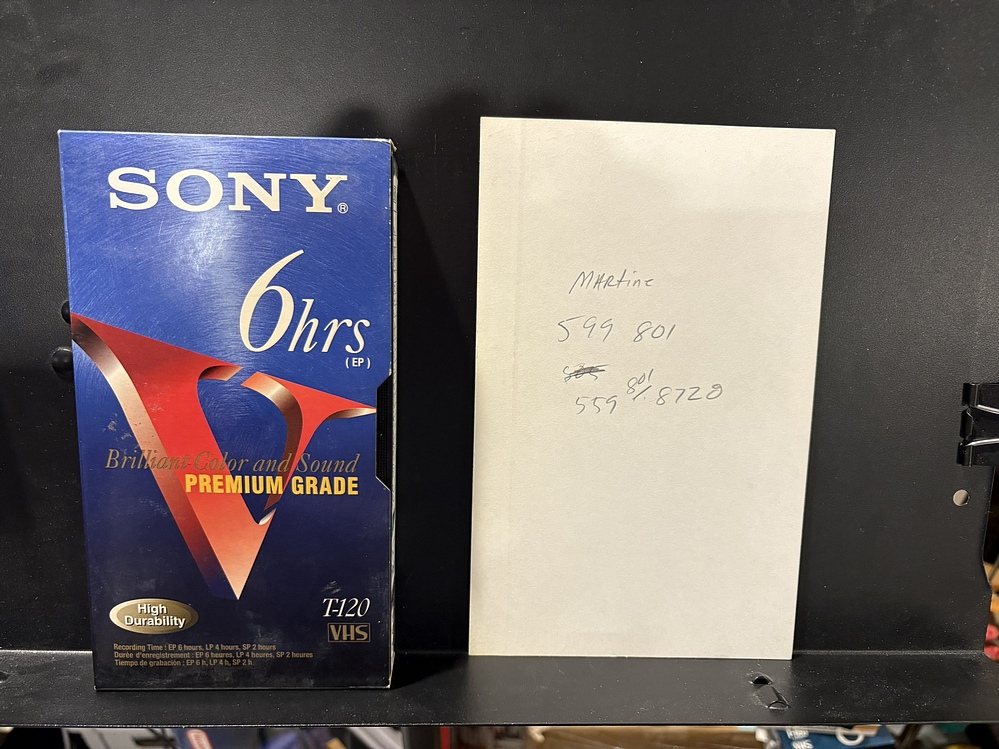 SONY®
6hrs
(EP)
Brilliant Color and Sound
PREMIUM GRADE
High
Durability
T-120
VHS
Recording Time : EP 6 hours, LP 4 hours, SP 2 hours
Durée d'enregistrement : EP 6 heures, LP 4 heures, SP 2 heures
Tiempo de grabación : EP 6 h, LP 4 h, SP 2 h
MARtine
599 801
801
559 8728